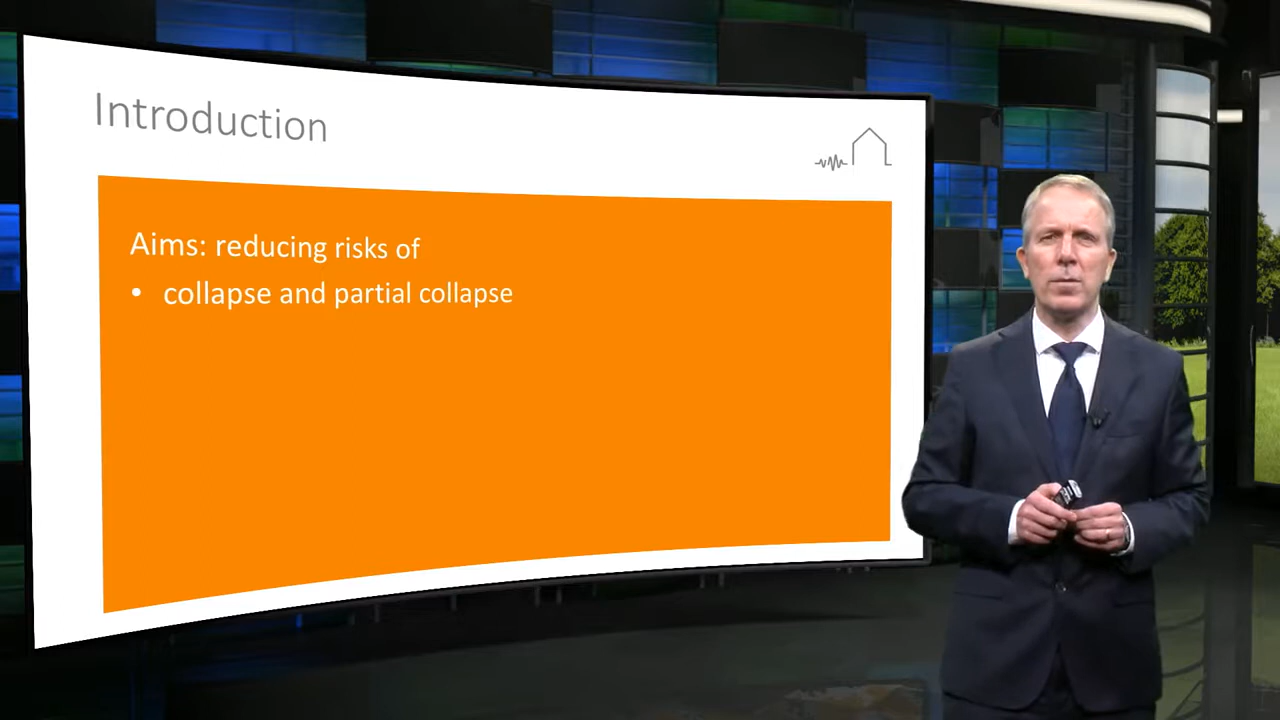 Introduction
Aims: reducing risks of
• collapse and partial collapse